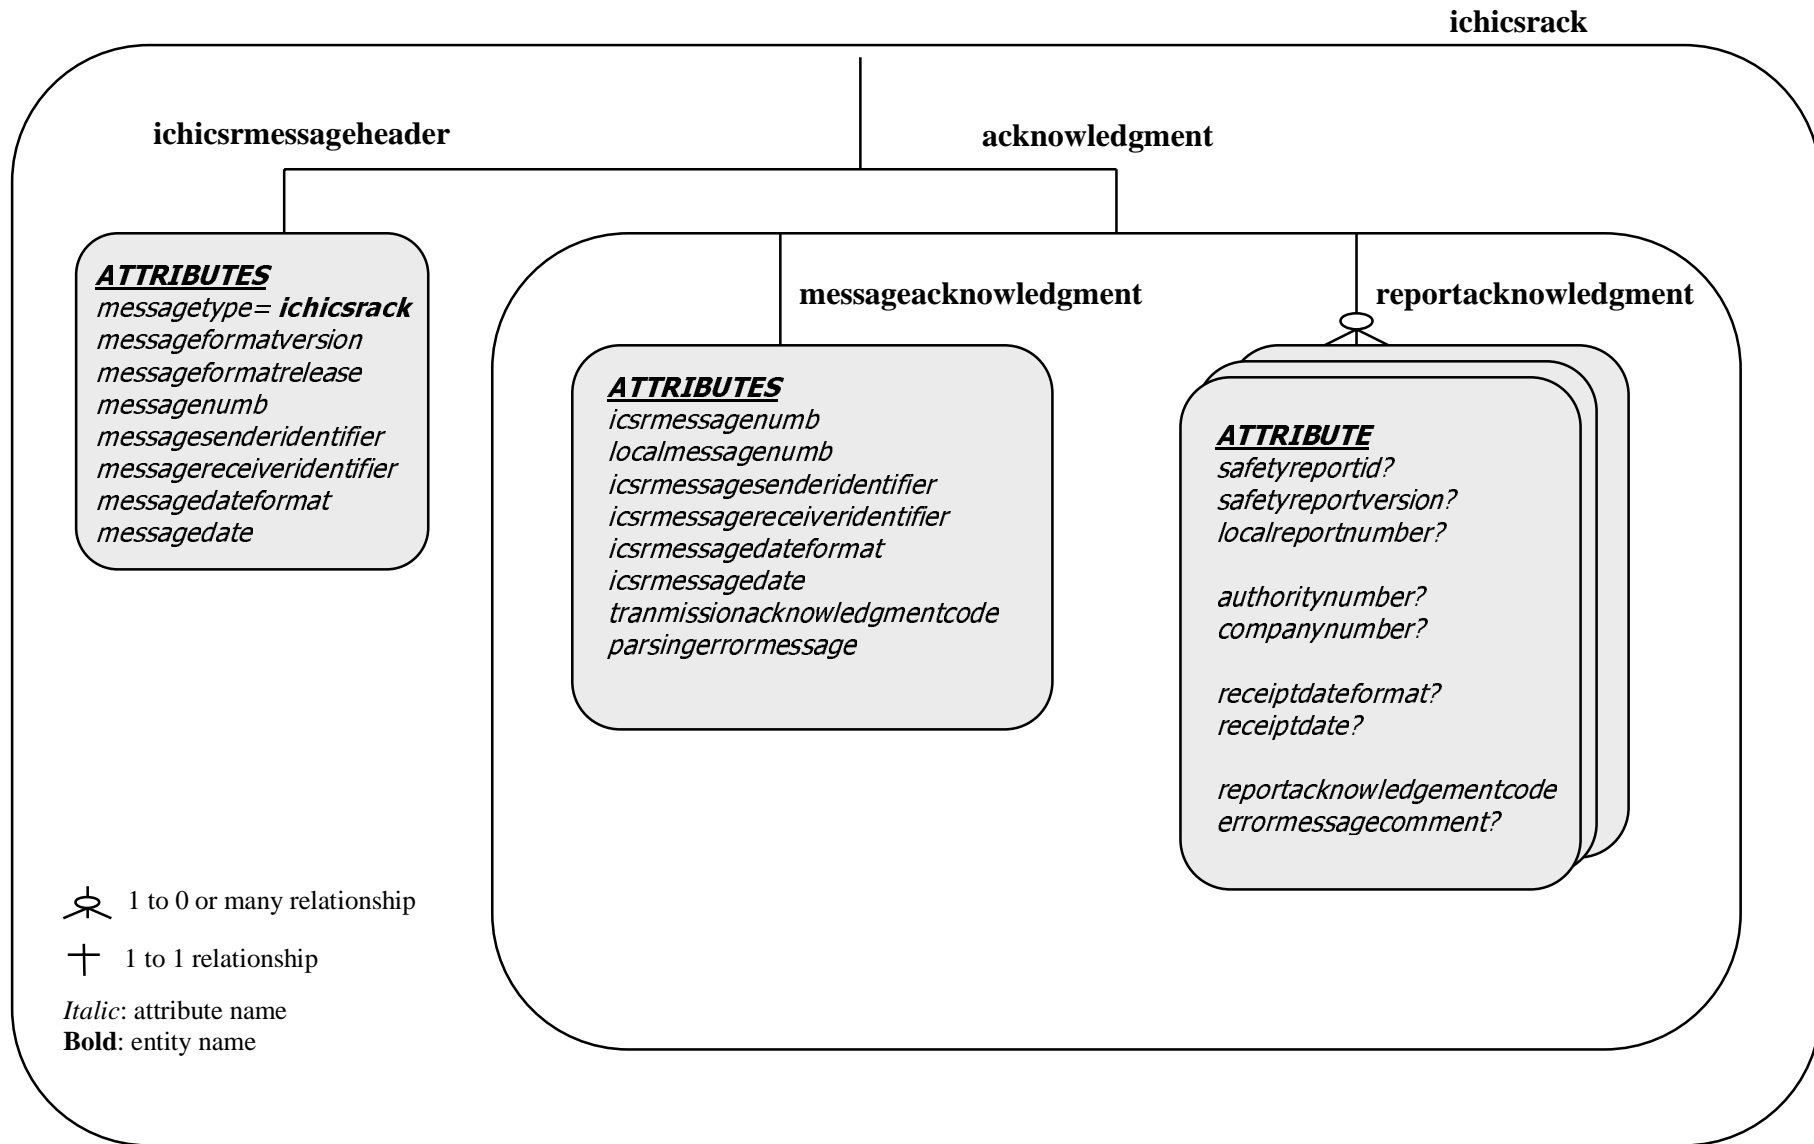 ichicsrack
ichicsrmessageheader
acknowledgment
ATTRIBUTES
messagetype= ichicsrack
messageformatversion
messageformatrelease
messagenumb
messagesenderidentifier
messagereceiveridentifier
messagedateformat
messagedate
messageacknowledgment
ATTRIBUTES
icsrmessagenumb
localmessagenumb
icsrmessagesenderidentifier
icsrmessagereceiveridentifier
icsrmessagedateformat
icsrmessagedate
tranmissionacknowledgmentcode
parsingerrormessage
reportacknowledgment
ATTRIBUTE
safetyreportid?
safetyreportversion?
localreportnumber?
authoritynumber?
companynumber?
receiptdateformat?
receiptdate?
reportacknowledgementcode
errormessagecomment?
1 to 0 or many relationship
1 to 1 relationship
Italic: attribute name
Bold: entity name